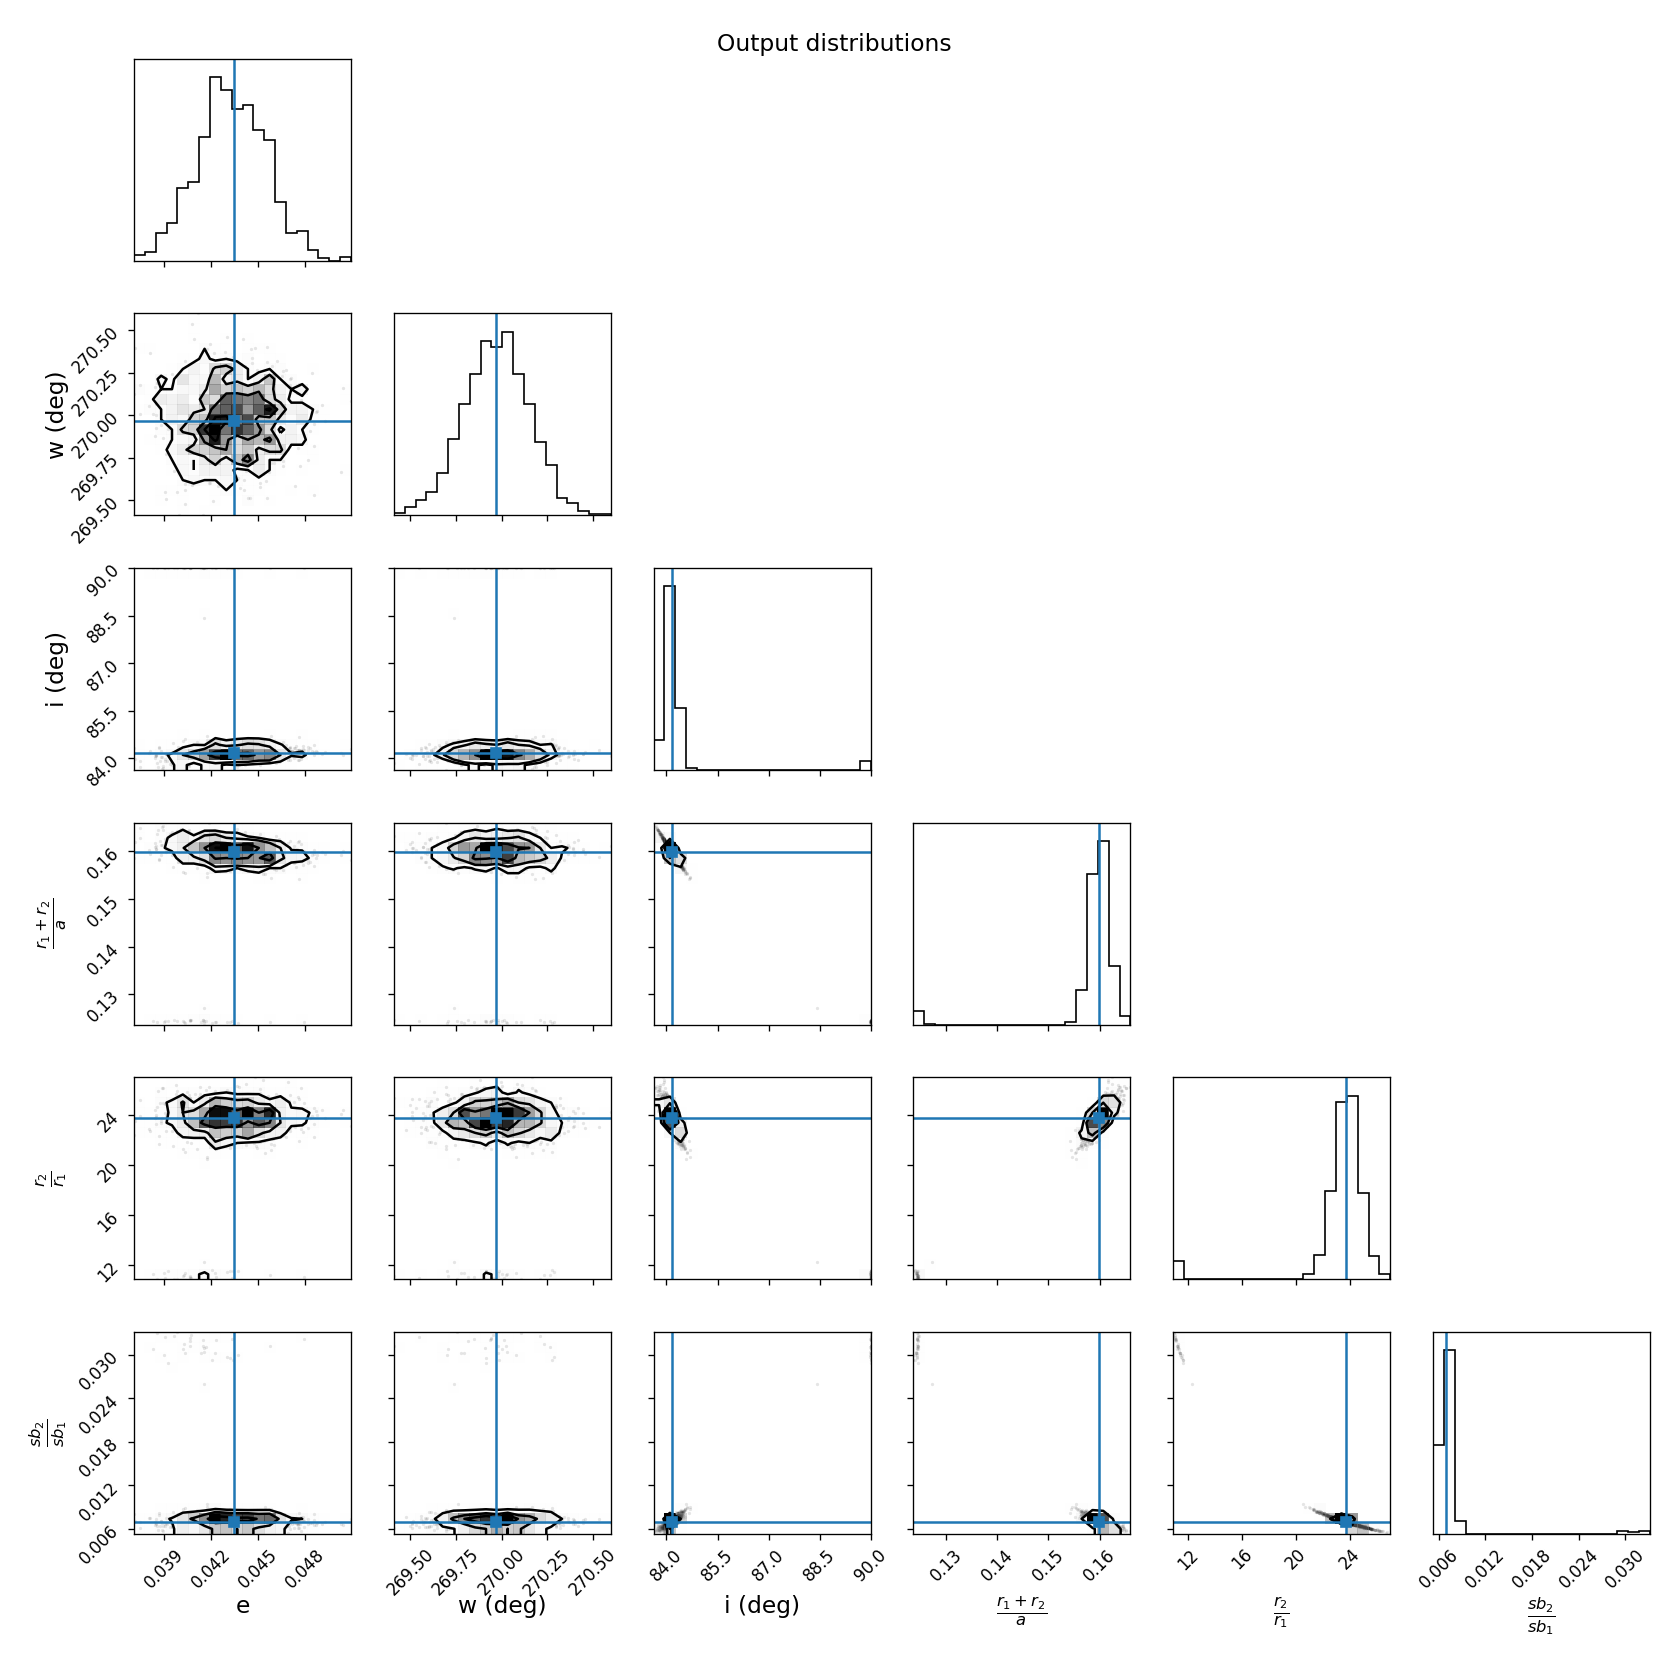 Output distributions
w (deg)
270.50
270.25
270.00
269.75
269.50
i (deg)
90.0
88.5
87.0
85.5
84.0
r₁ + r₂
a
0.16
0.15
0.14
0.13
r₂
r₁
24
20
16
12
sb₂
sb₁
0.030
0.024
0.018
0.012
0.006
0.039 0.042 0.045 0.048 269.50 269.75 270.00 270.25 270.50 84.0 85.5 87.0 88.5 90.0 0.13 0.14 0.15 0.16 12 16 20 24 0.006 0.012 0.018 0.024 0.030
e w (deg) i (deg)
r₁ + r₂ r₂ sb₂
a r₁ sb₁